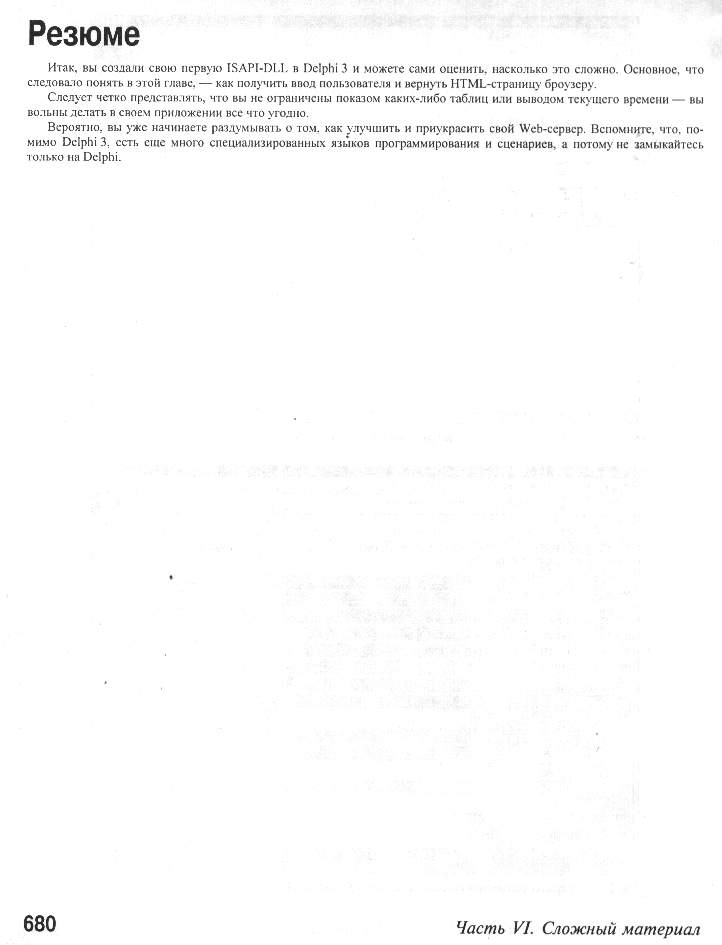 Резюме
Итак, вы создали свою первую ISAPI-DLL в Delphi 3 и можете сами оценить, насколько это сложно. Основное, что
следовало понять в этой главе, — как получить ввод пользователя и вернуть HTML-страницу броузеру.
Следует четко представлять, что вы не ограничены показом каких-либо таблиц или выводом текущего времени — вы
вольны делать в своем приложении все что угодно.
Вероятно, вы уже начинаете раздумывать о том, как улучшить и приукрасить свой Web-сервер. Вспомните, что, по-
мимо Delphi 3, есть еще много специализированных языков программирования и сценариев, а потому не замыкайтесь
только на Delphi.
680
Часть VI. Сложный материал